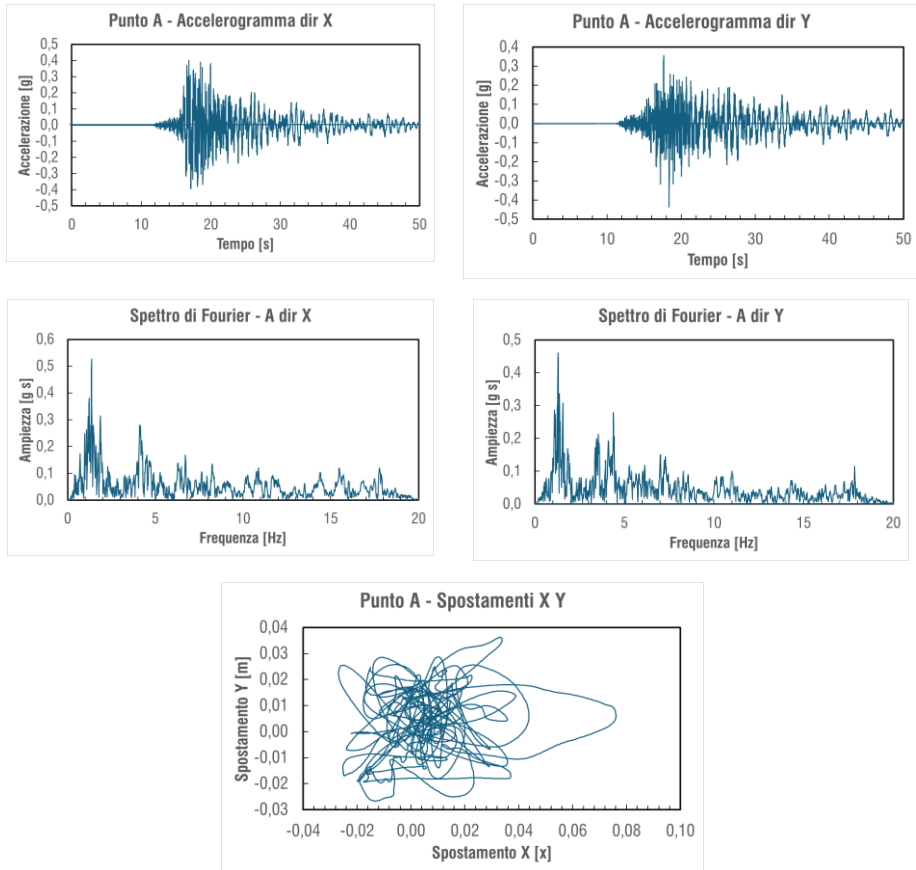 Punto A - Accelerogramma dir X
Accelerazione [g]
0,5
0,4
0,3
0,2
0,1
0,0
-0,1
-0,2
-0,3
-0,4
-0,5
0 10 20 30 40 50
Tempo [s]
Punto A - Accelerogramma dir Y
Accelerazione [g]
0,4
0,3
0,2
0,1
0,0
-0,1
-0,2
-0,3
-0,4
-0,5
0 10 20 30 40 50
Tempo [s]
Spettro di Fourier - A dir X
Ampiezza [g s]
0,6
0,5
0,4
0,3
0,2
0,1
0,0
0 5 10 15 20
Frequenza [Hz]
Spettro di Fourier - A dir Y
Ampiezza [g s]
0,5
0,4
0,3
0,2
0,1
0,0
0 5 10 15 20
Frequenza [Hz]
Punto A - Spostamenti X Y
Spostamento Y [m]
0,04
0,03
0,02
0,01
0,00
-0,01
-0,02
-0,03
-0,04 -0,02 0,00 0,02 0,04 0,06 0,08 0,10
Spostamento X [x]